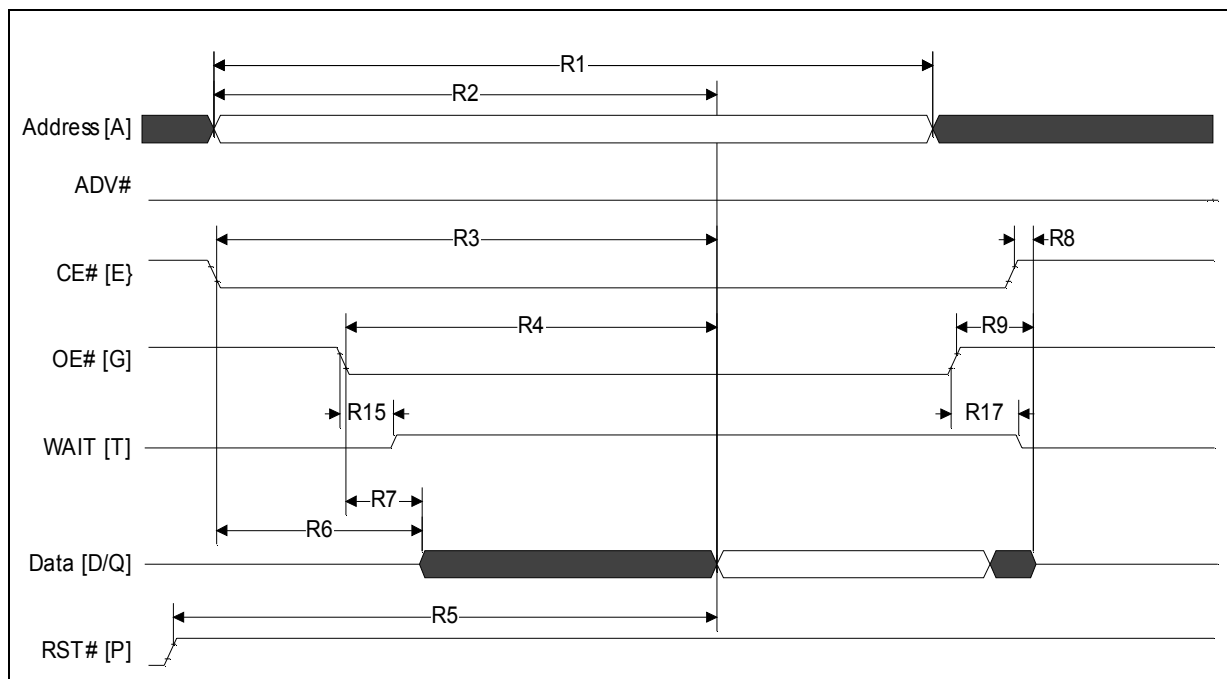 R1
R2
Address [A]
ADV#
R3
R8
CE# [E}
R4
R9
OE# [G]
R15
R17
WAIT [T]
R7
R6
Data [D/Q]
R5
RST# [P]